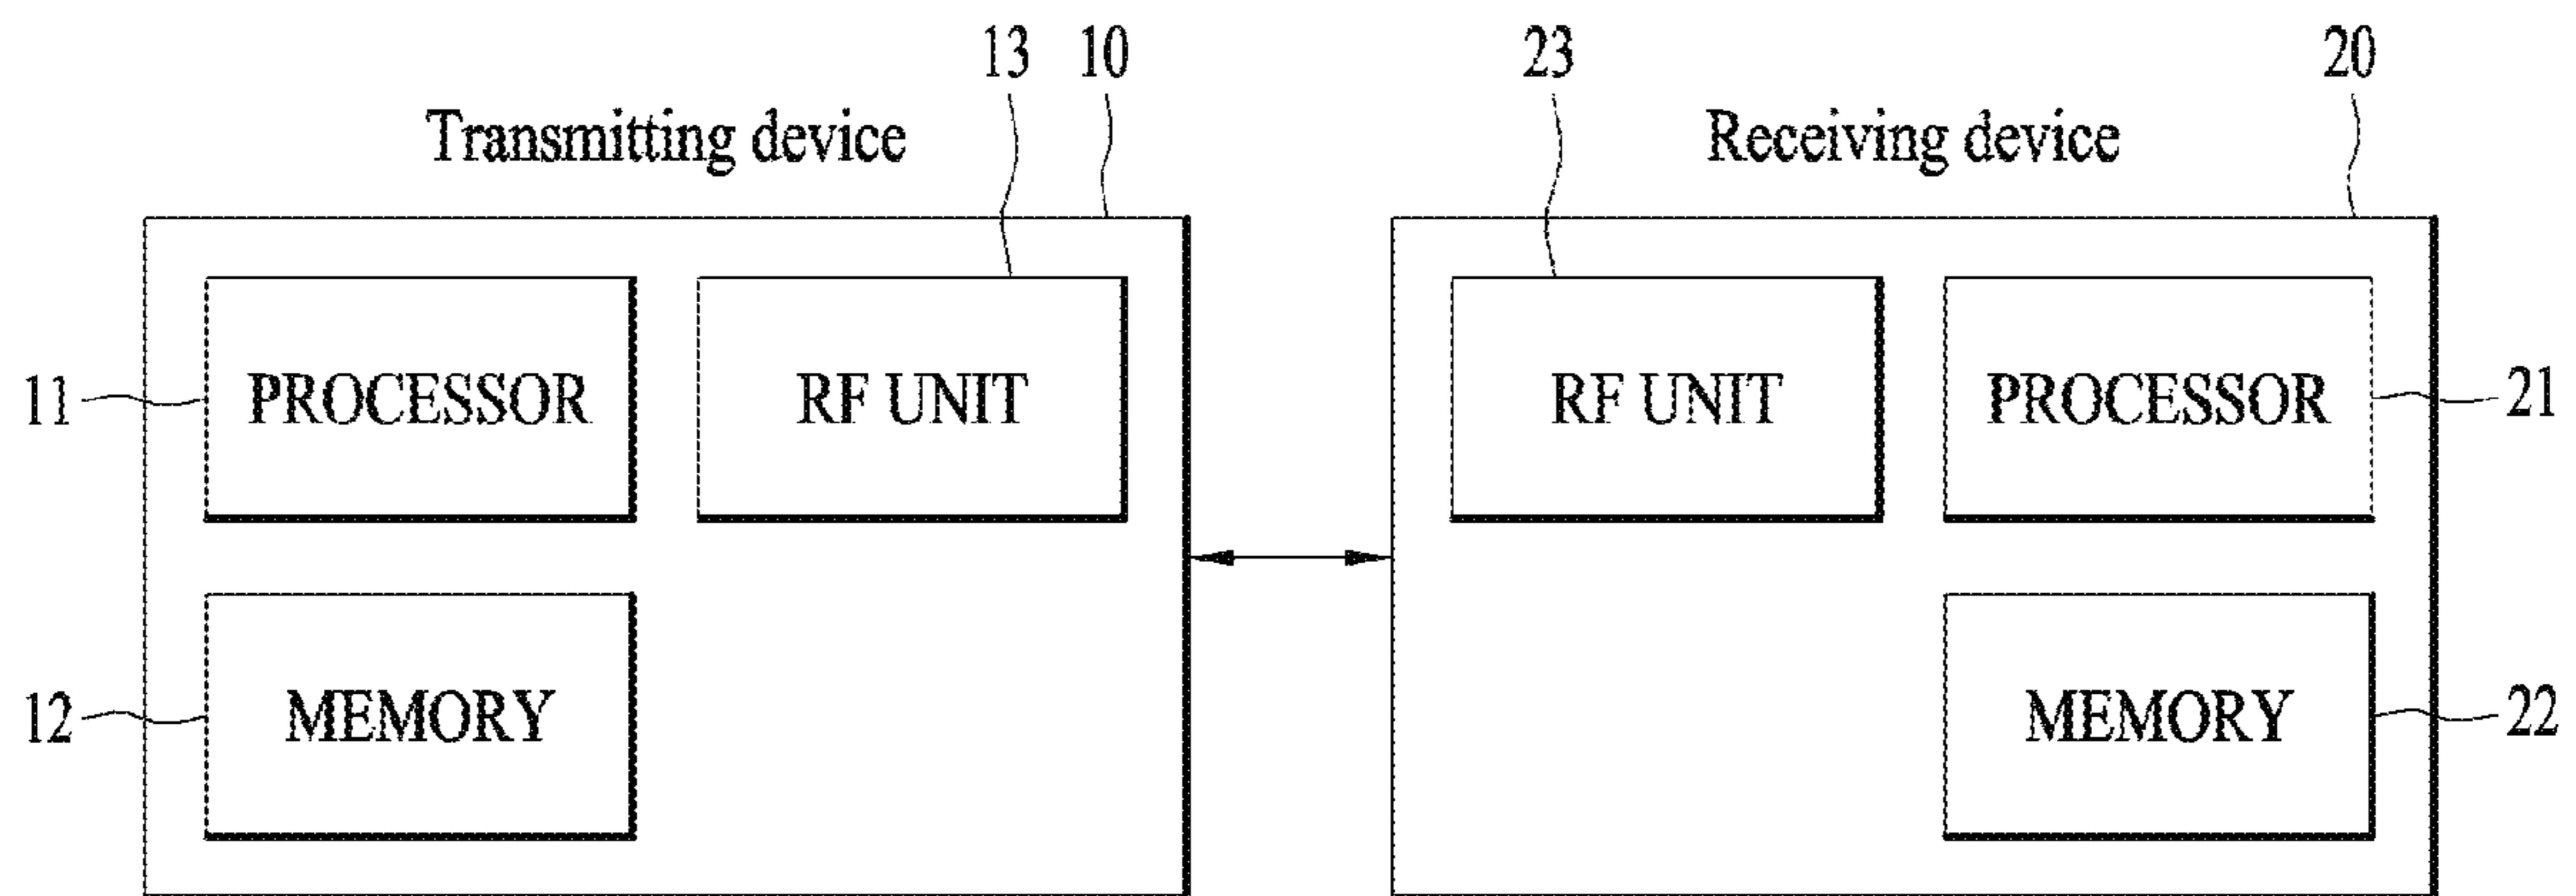 13 10 23 20
Transmitting device Receiving device
PROCESSOR RF UNIT RF UNIT PROCESSOR
11 21
MEMORY MEMORY
12 22